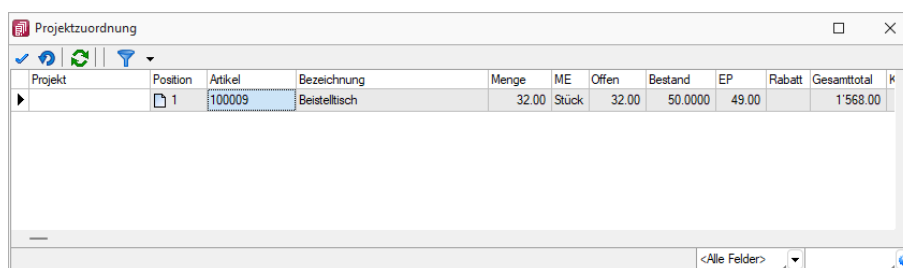 Projektzuordnung
Projekt Position Artikel Bezeichnung Menge ME Offen Bestand EP Rabatt Gesamttotal K
1 100009 Beistelltisch 32.00 Stück 32.00 50.0000 49.00 1'568.00
<Alle Felder>